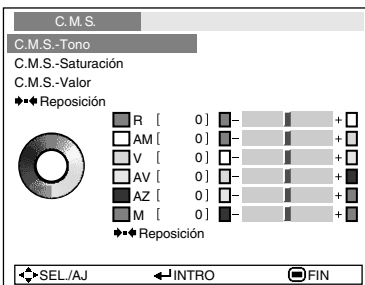 C. M. S.
C.M.S.-Tono
C.M.S.-Saturación
C.M.S.-Valor
Reposición
R [ 0 ] – +
AM [ 0 ] – +
V [ 0 ] – +
AV [ 0 ] – +
AZ [ 0 ] – +
M [ 0 ] – +
Reposición
SEL./AJ INTRO FIN